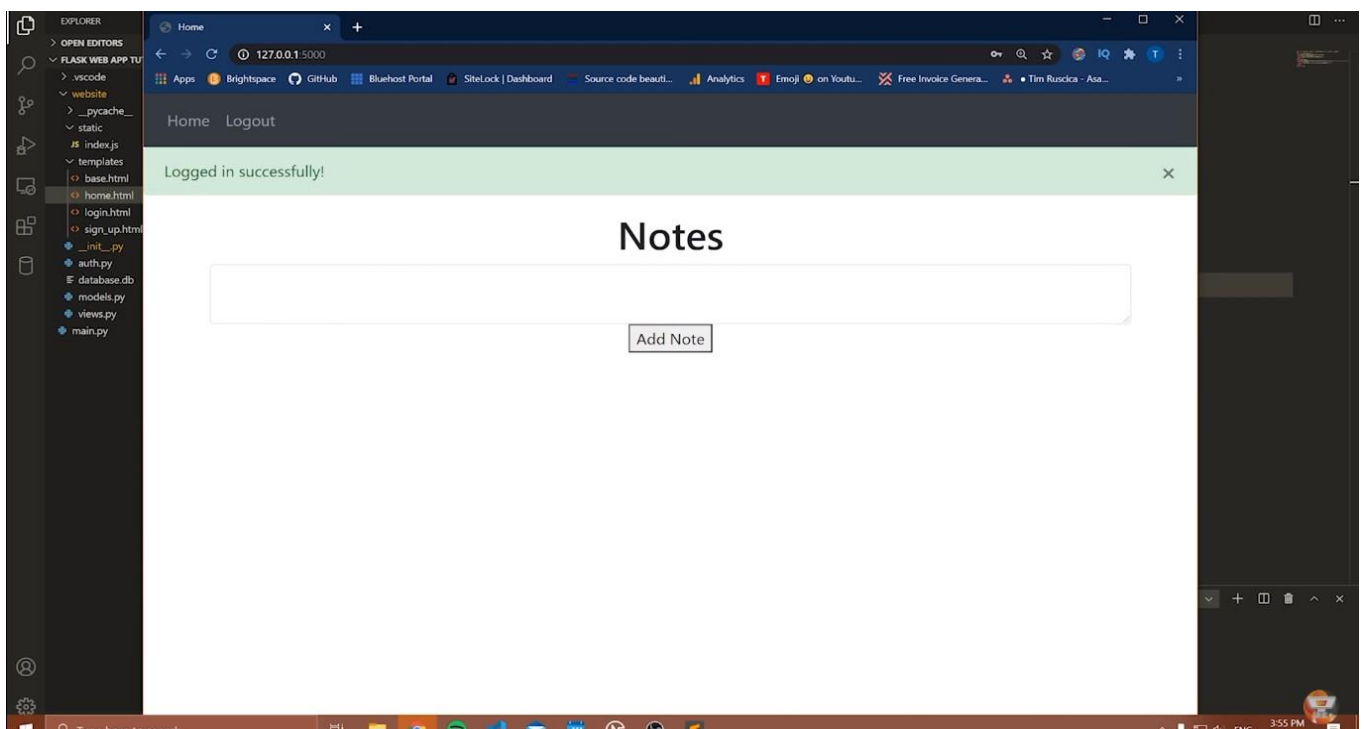 EXPLORER
> OPEN EDITORS
FLASK WEB APP TU
> .vscode
website
> __pycache__
static
JS index.js
templates
<> base.html
<> home.html
<> login.html
<> sign_up.html
__init__.py
auth.py
database.db
models.py
views.py
main.py
Home × +
127.0.0.1:5000
IQ T
Apps Brightspace GitHub Bluehost Portal SiteLock | Dashboard Source code beauti... Analytics Emoji 😀 on Youtu... Free Invoice Genera... • Tim Ruscica - Asa... »
Home Logout
Logged in successfully! ×
Notes
Add Note
ENG 3:55 PM